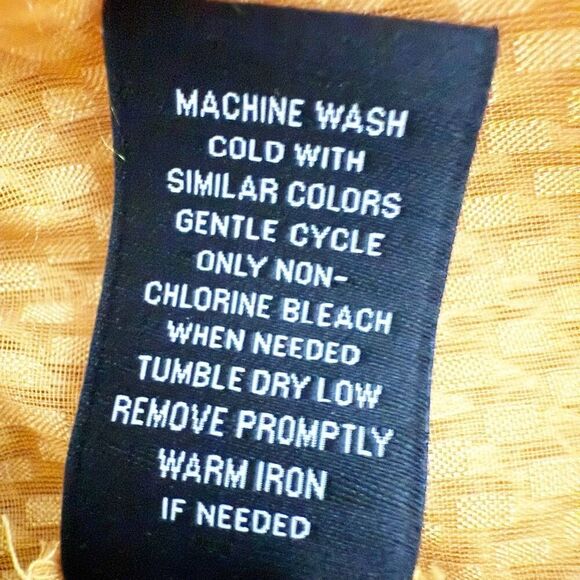 MACHINE WASH
COLD WITH
SIMILAR COLORS
GENTLE CYCLE
ONLY NON-
CHLORINE BLEACH
WHEN NEEDED
TUMBLE DRY LOW
REMOVE PROMPTLY
WARM IRON
IF NEEDED